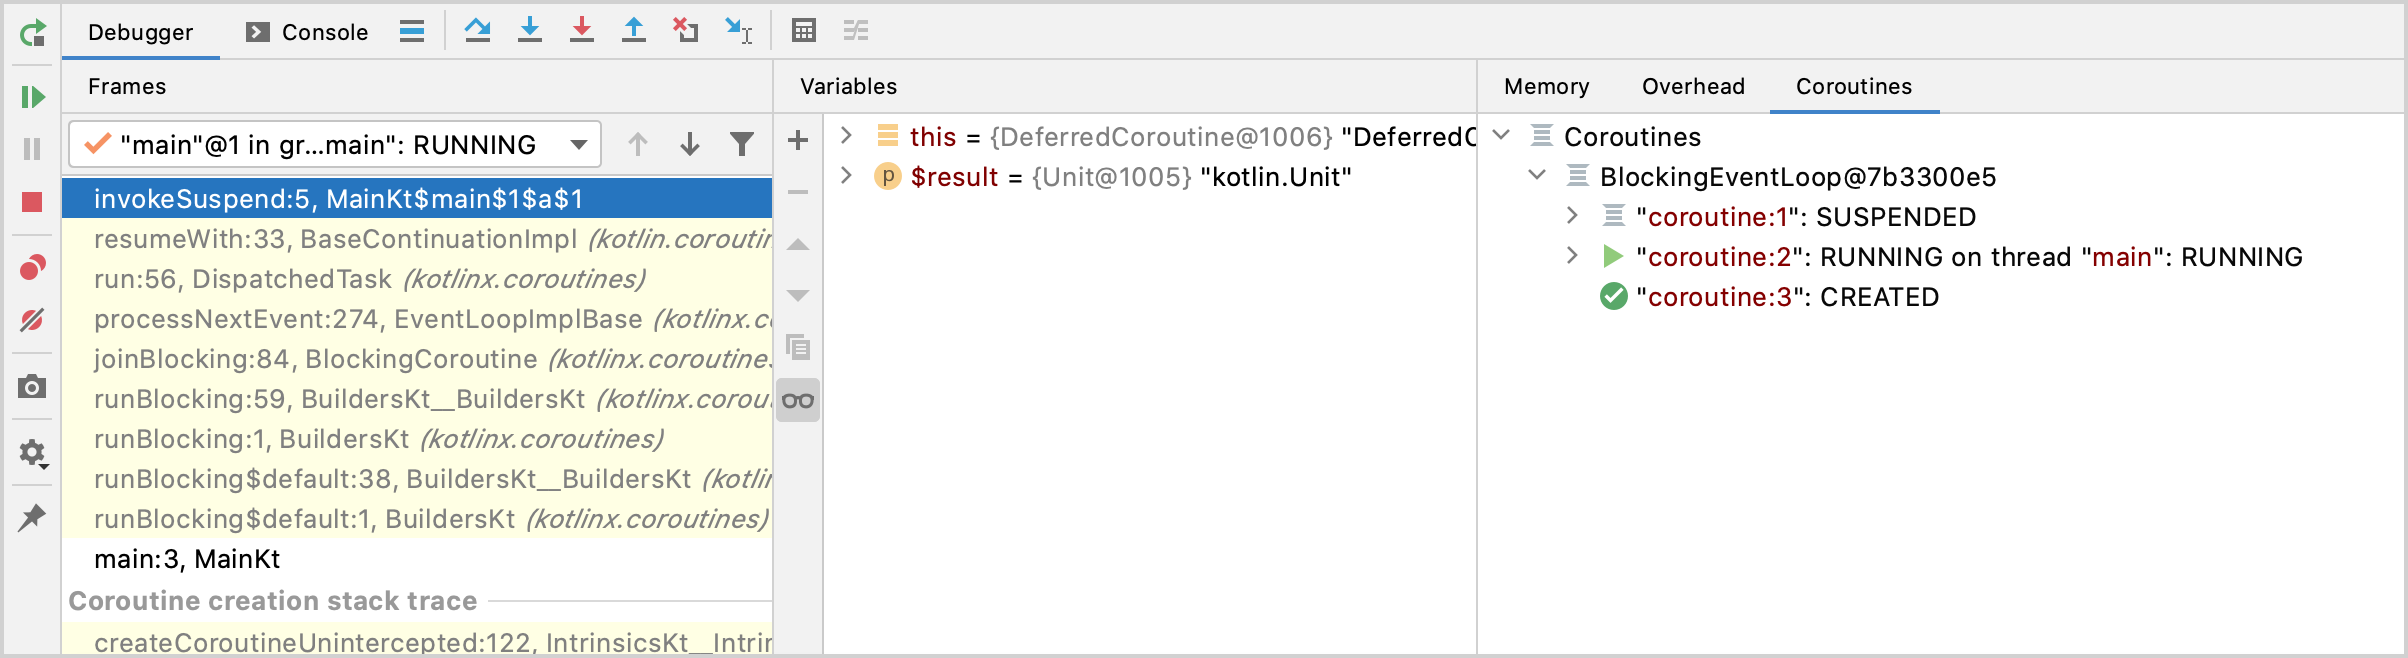 Debugger Console
Frames
"main"@1 in gr...main": RUNNING
invokeSuspend:5, MainKt$main$1$a$1
resumeWith:33, BaseContinuationImpl (kotlin.coroutin
run:56, DispatchedTask (kotlinx.coroutines)
processNextEvent:274, EventLoopImplBase (kotlinx.c
joinBlocking:84, BlockingCoroutine (kotlinx.coroutine
runBlocking:59, BuildersKt__BuildersKt (kotlinx.corou
runBlocking:1, BuildersKt (kotlinx.coroutines)
runBlocking$default:38, BuildersKt__BuildersKt (kotli
runBlocking$default:1, BuildersKt (kotlinx.coroutines)
main:3, MainKt
Coroutine creation stack trace
createCoroutineUnintercepted:122, IntrinsicsKt__Intrin
Variables
this = {DeferredCoroutine@1006} "DeferredC
p $result = {Unit@1005} "kotlin.Unit"
Memory Overhead Coroutines
Coroutines
BlockingEventLoop@7b3300e5
"coroutine:1": SUSPENDED
"coroutine:2": RUNNING on thread "main": RUNNING
"coroutine:3": CREATED